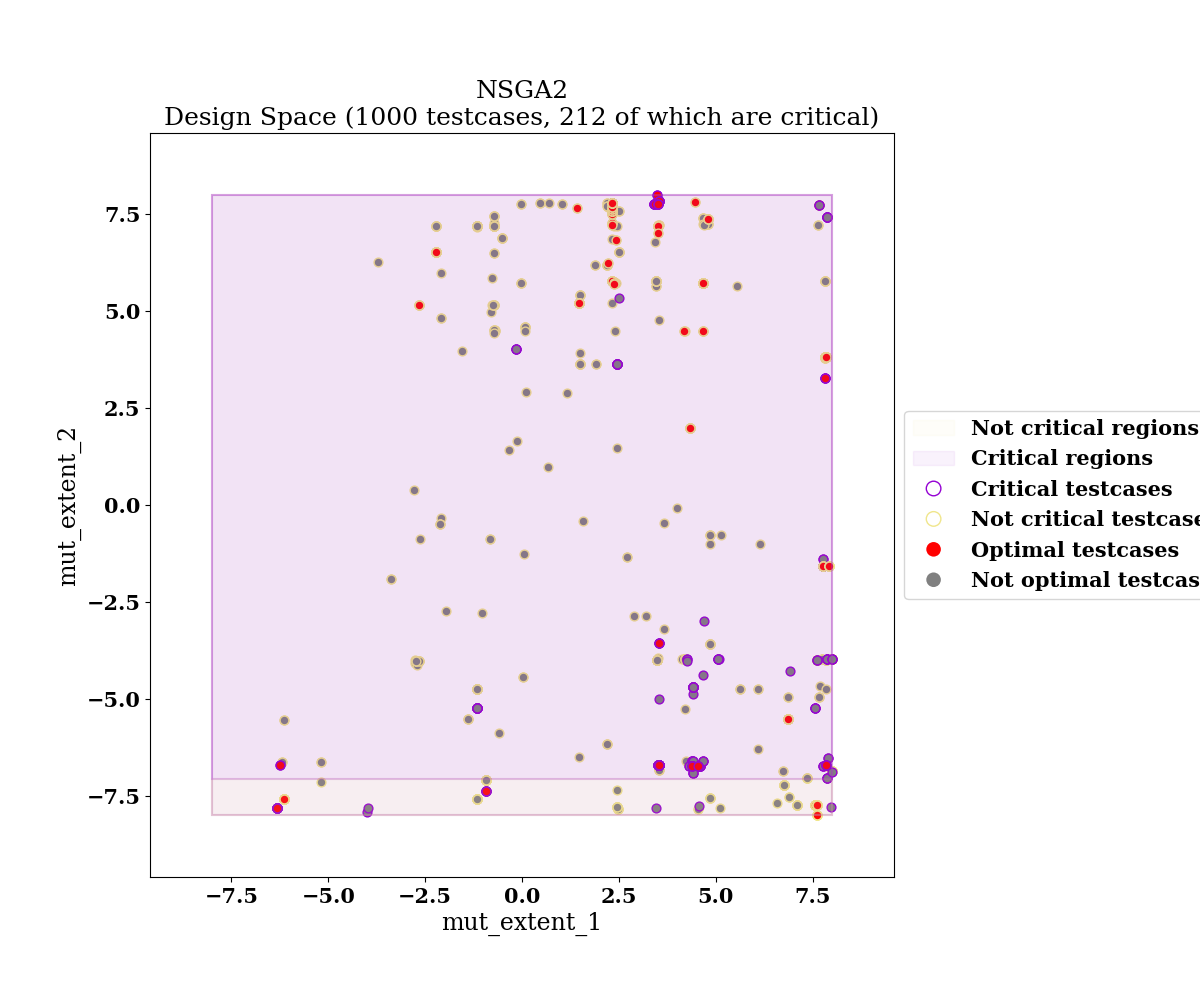 NSGA2
Design Space (1000 testcases, 212 of which are critical)
mut_extent_2
7.5
5.0
2.5
0.0
−2.5
−5.0
−7.5
−7.5 −5.0 −2.5 0.0 2.5 5.0 7.5
mut_extent_1
Not critical regions
Critical regions
Critical testcases
Not critical testcase
Optimal testcases
Not optimal testcas